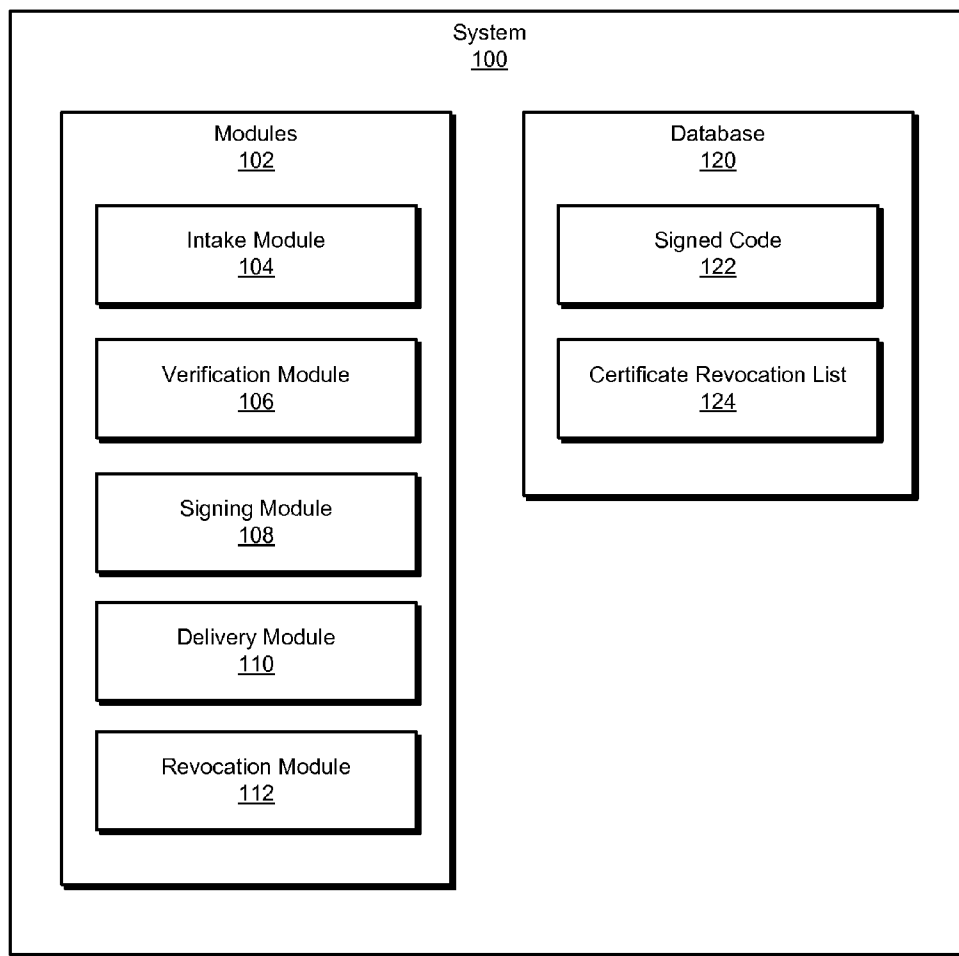 System
100
Modules
102
Intake Module
104
Verification Module
106
Signing Module
108
Delivery Module
110
Revocation Module
112
Database
120
Signed Code
122
Certificate Revocation List
124